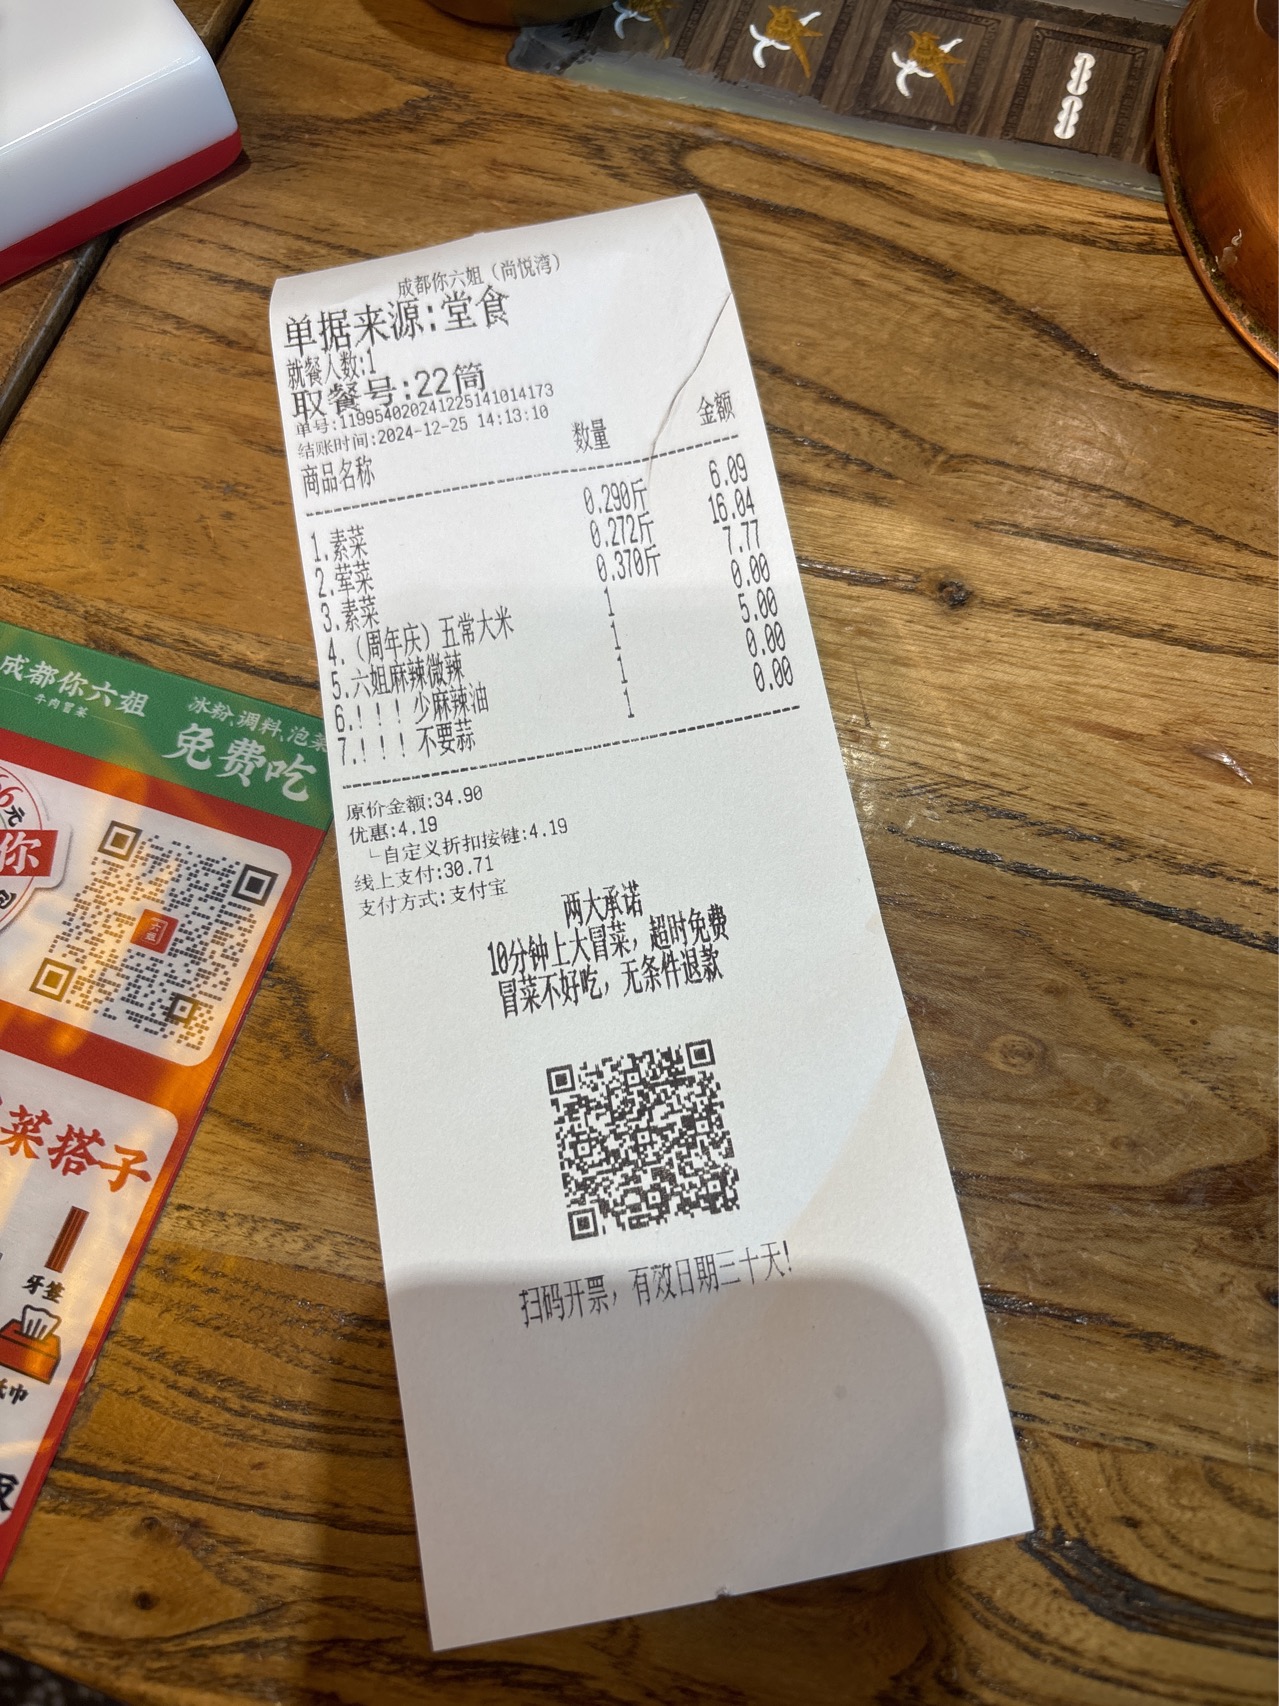 成都你六姐（尚悦湾）
单据来源:堂食
就餐人数:1
取餐号:22筒
单号:119954020241225141014173
结账时间:2024-12-25 14:13:10
商品名称 数量 金额
1.素菜 0.290斤 6.09
2.荤菜 0.272斤 16.04
3.素菜 0.370斤 7.77
4.（周年庆）五常大米 1 0.00
5.六姐麻辣微辣 1 5.00
6.！！！少麻辣油 1 0.00
7.！！！不要蒜 1 0.00
原价金额:34.90
优惠:4.19
└自定义折扣按键:4.19
线上支付:30.71
支付方式:支付宝
两大承诺
10分钟上大冒菜，超时免费
冒菜不好吃，无条件退款
扫码开票，有效日期三十天!
成都你六姐
牛肉冒菜
冰粉,调料,泡菜
免费吃
6元
你
六姐
菜搭子
牙签
纸巾